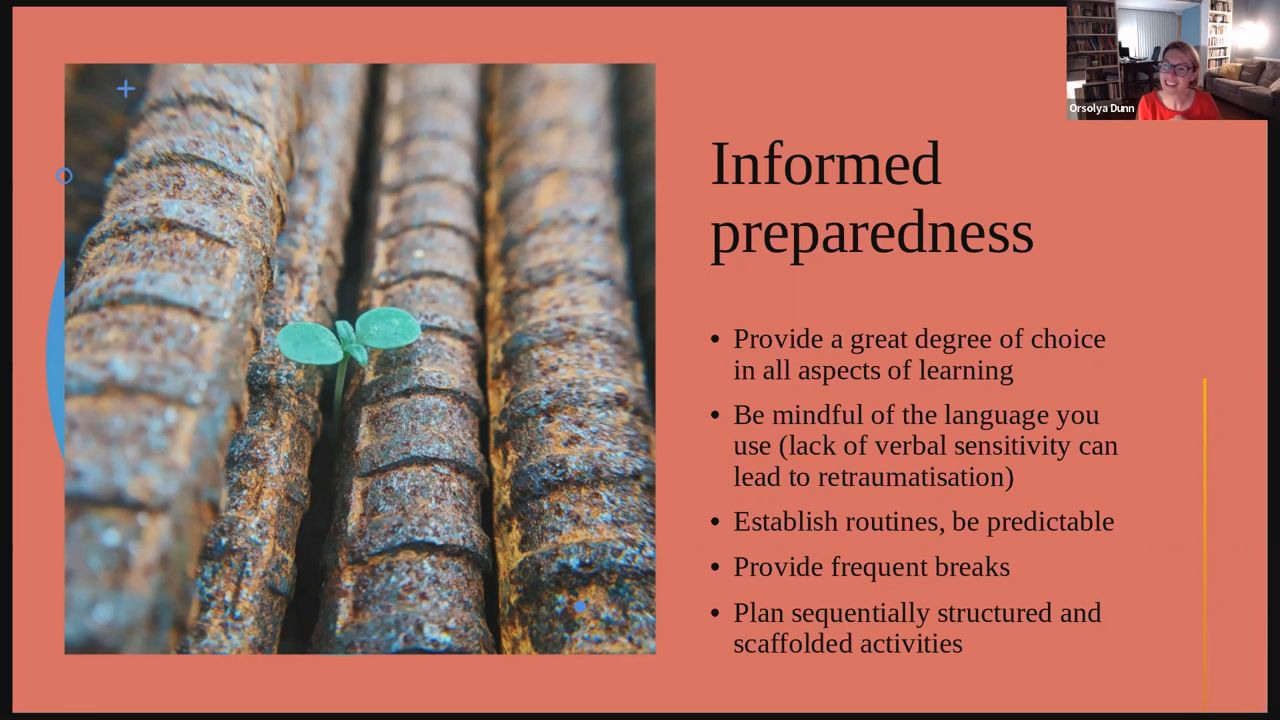 Orsolya Dunn
Informed
preparedness
• Provide a great degree of choice
in all aspects of learning
• Be mindful of the language you
use (lack of verbal sensitivity can
lead to retraumatisation)
• Establish routines, be predictable
• Provide frequent breaks
• Plan sequentially structured and
scaffolded activities